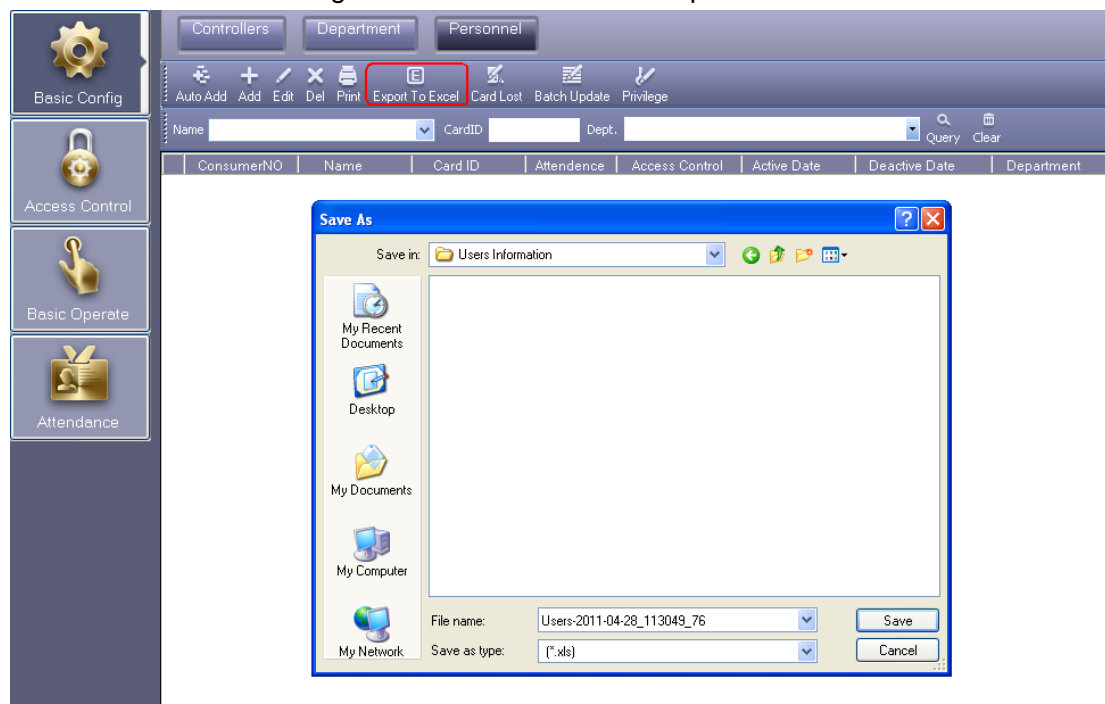 Controllers Department Personnel
Basic Config
Auto Add Add Edit Del Print Export To Excel Card Lost Batch Update Privilege
Name CardID Dept. Query Clear
ConsumerNO Name Card ID Attendence Access Control Active Date Deactive Date Department
Access Control
Basic Operate
Attendance
Save As
Save in: Users Information
My Recent
Documents
Desktop
My Documents
My Computer
My Network
File name: Users-2011-04-28_113049_76 Save
Save as type: (*.xls) Cancel